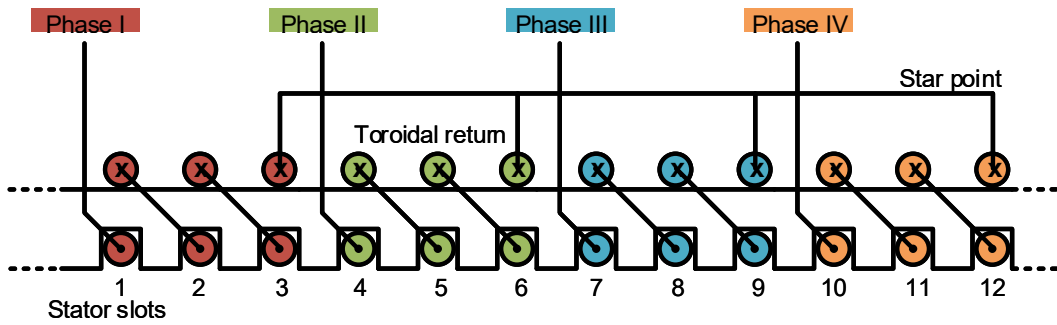 Phase I Phase II Phase III Phase IV
Star point
Toroidal return
x x x x x x x x x x x x
1 2 3 4 5 6 7 8 9 10 11 12
Stator slots